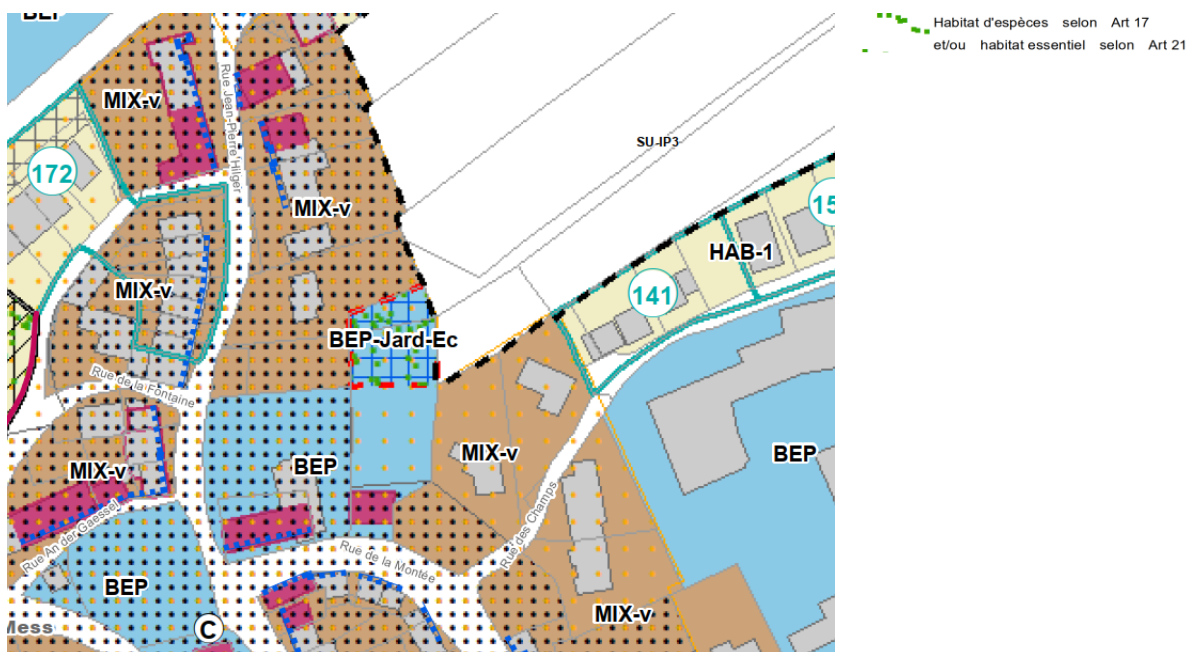 BEP
Habitat d'espèces selon Art 17
et/ou habitat essentiel selon Art 21
MIX-v
Rue Jean-Pierre Hilger
SU-IP3
172
MIX-v
15
HAB-1
MIX-v
141
BEP-Jard-Ec
Rue de la Fontaine
MIX-v
BEP
MIX-v
BEP
Rue des Champs
Rue An der Gaessel
Rue de la Montée
BEP
MIX-v
Mess
C